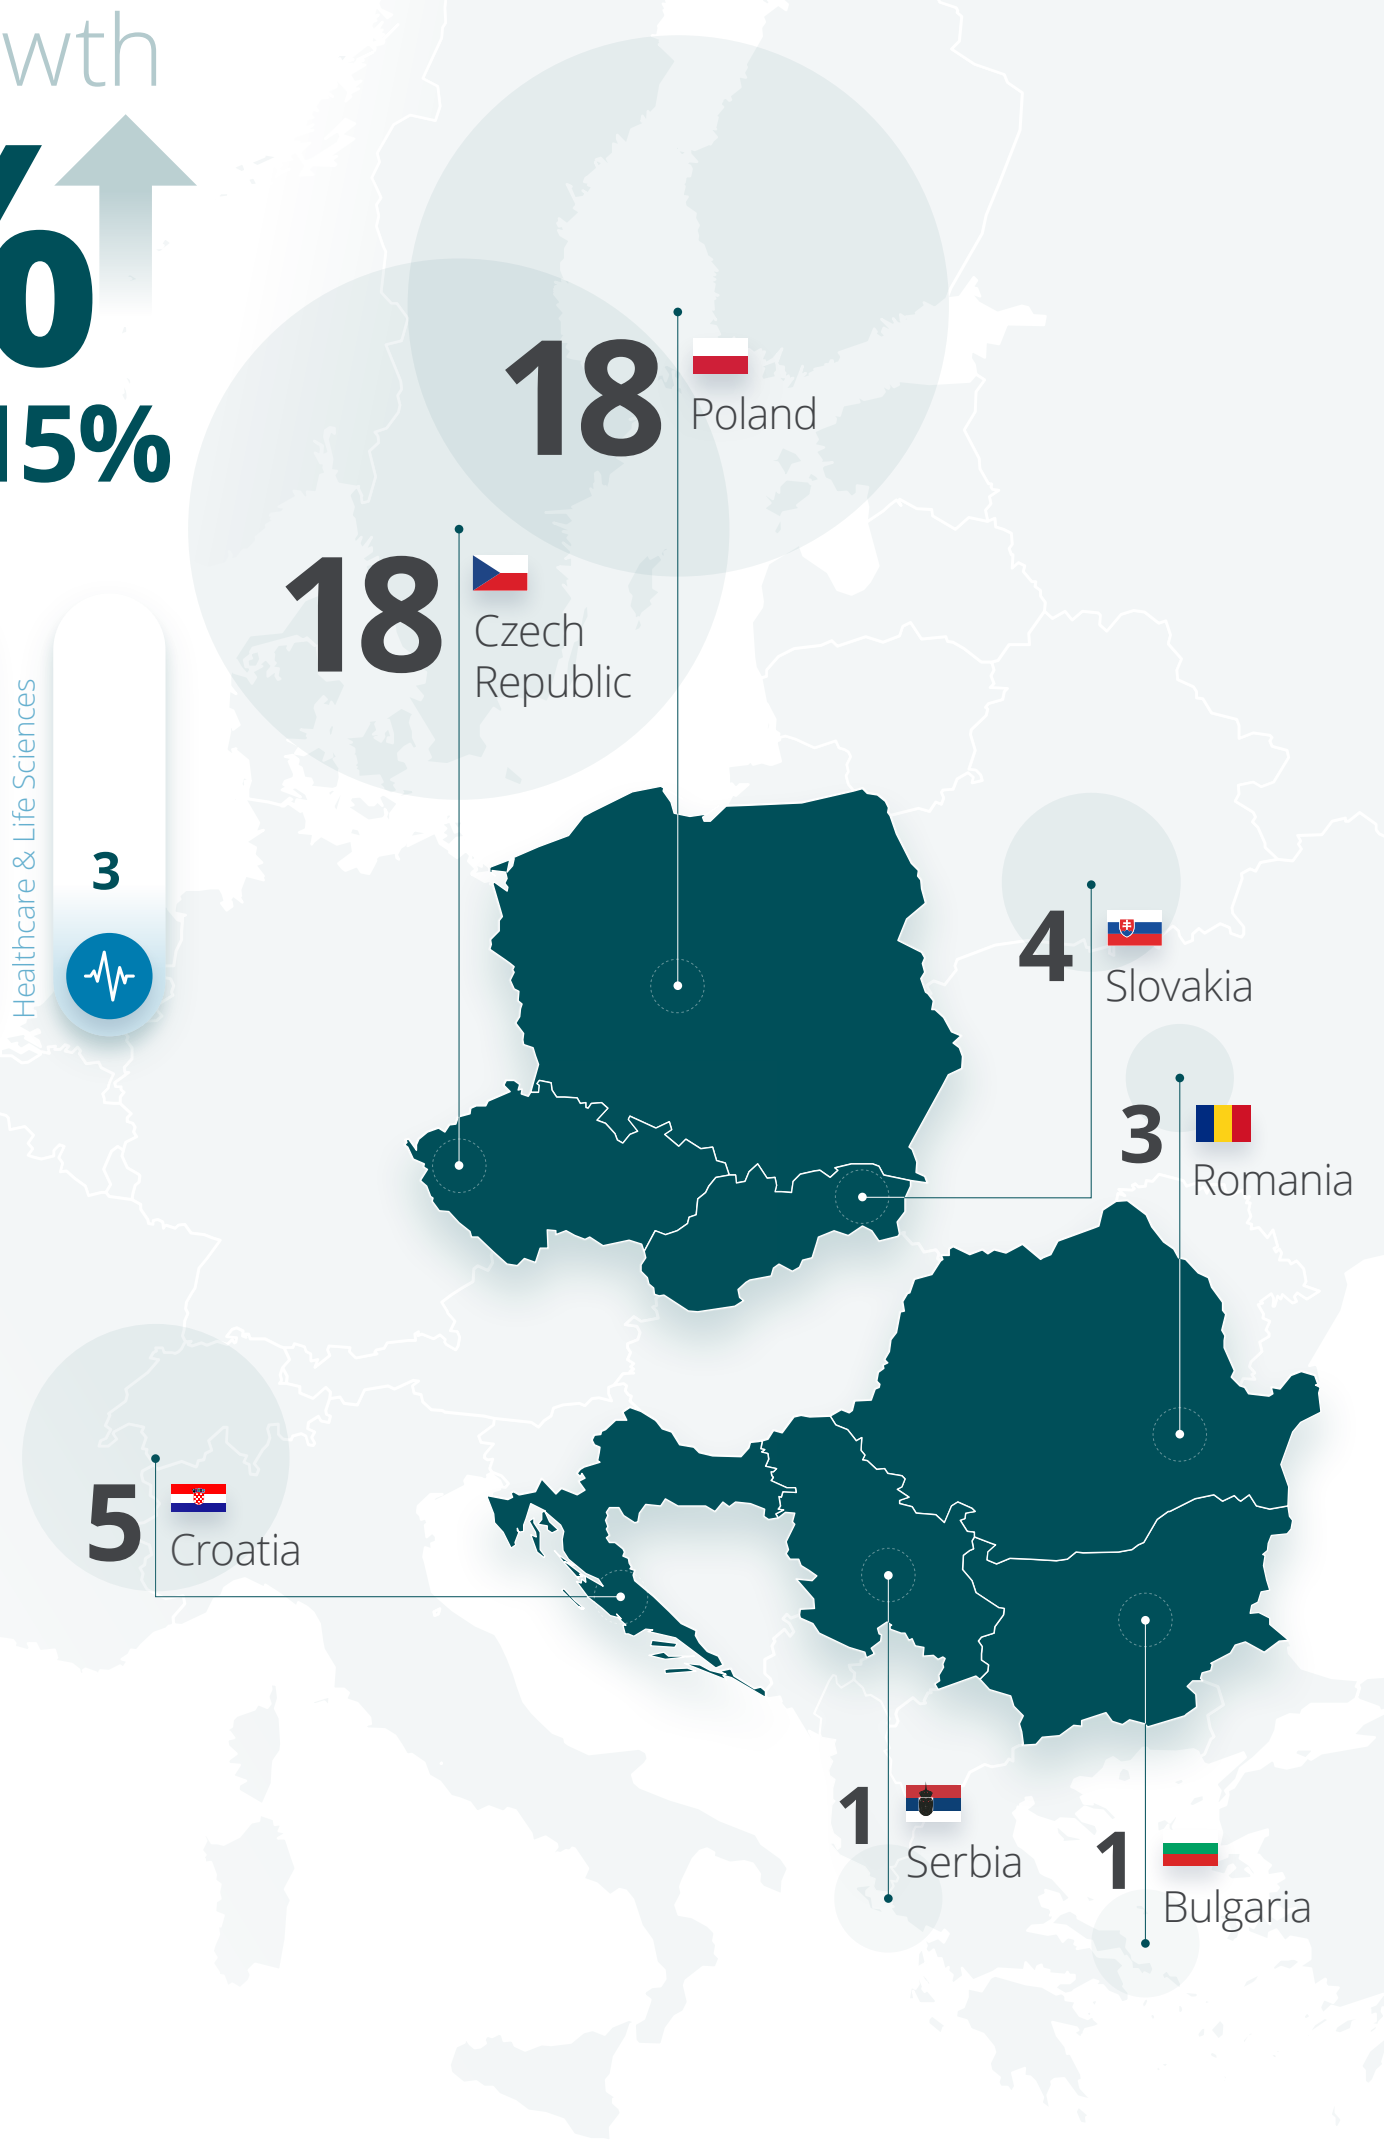 wth
%
15%
18
Poland
18
Czech
Republic
Healthcare & Life Sciences
3
4
Slovakia
3
Romania
5
Croatia
1
Serbia
1
Bulgaria